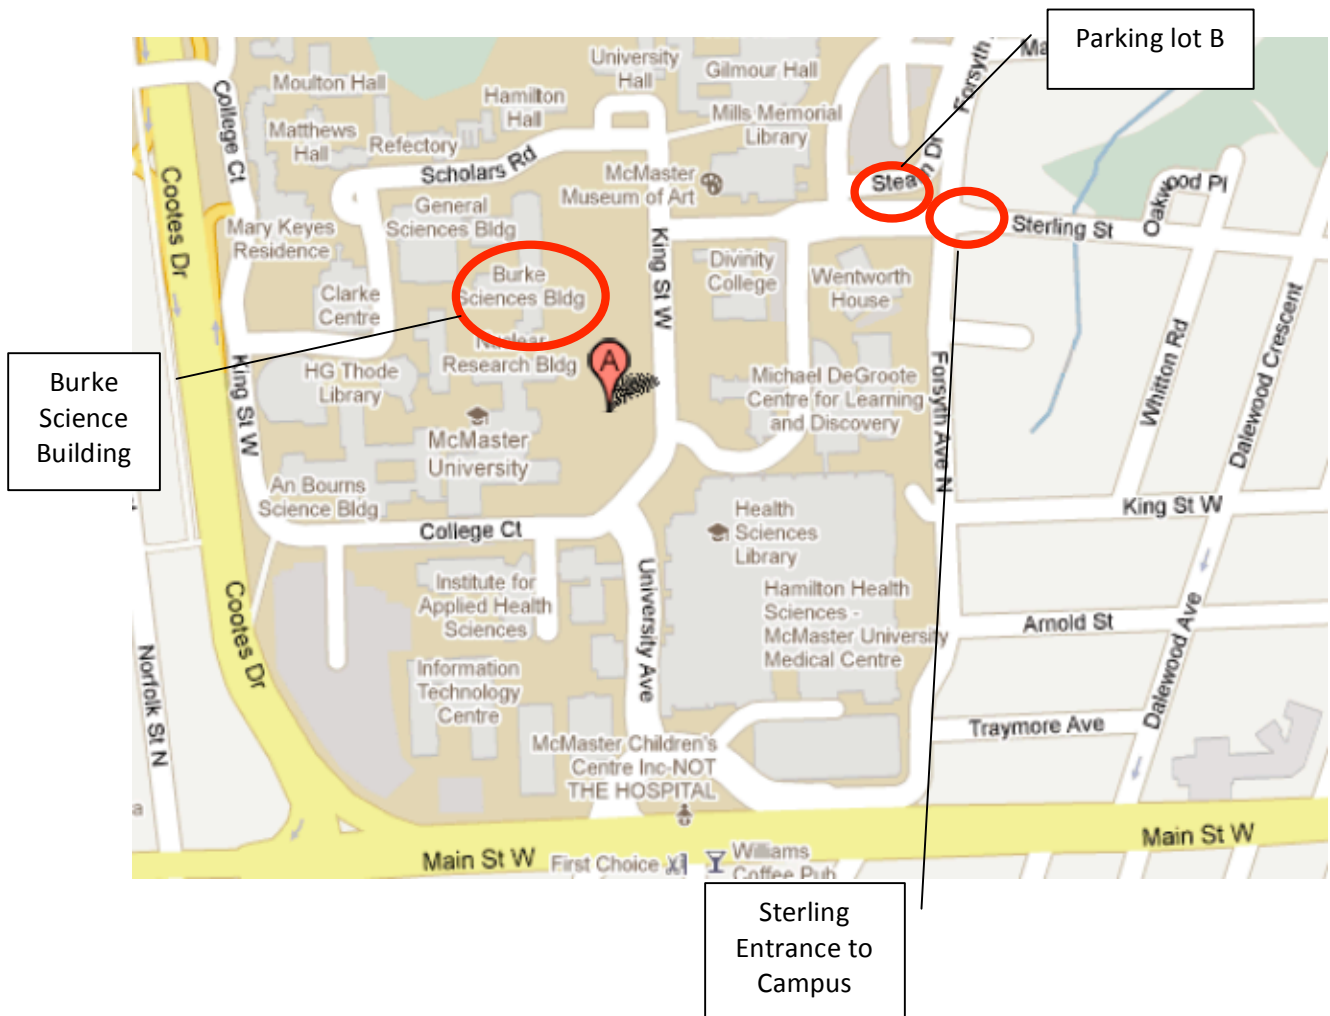 Parking lot B
Moulton Hall
Matthews
Hall
Refectory
Hamilton
Hall
University
Hall
Gilmour Hall
Mills Memorial
Library
College Ct
Scholars Rd
McMaster
Museum of Art
Forsyth
Sterling St
Whitton Rd
Dalewood Crescent
Cootes Dr
Mary Keyes
Residence
General
Sciences Bldg
Burke
Sciences Bldg
Clarke
Centre
King St W
Divinity
College
Wentworth
House
Nuclear
Research Bldg
A
HG Thode
Library
King St W
Burke
Science
Building
McMaster
University
Michael DeGroote
Centre for Learning
and Discovery
Forsyth Ave N
An Bourns
Science Bldg
College Ct
Health
Sciences
Library
King St W
Institute for
Applied Health
Sciences
Hamilton Health
Sciences -
McMaster University
Medical Centre
University Ave
Arnold St
Dalewood Ave
Cootes Dr
Norfolk St N
Information
Technology
Centre
Traymore Ave
McMaster Children's
Centre Inc-NOT
THE HOSPITAL
a
Main St W
Main St W
First Choice
Williams
Coffee Pub
Sterling
Entrance to
Campus